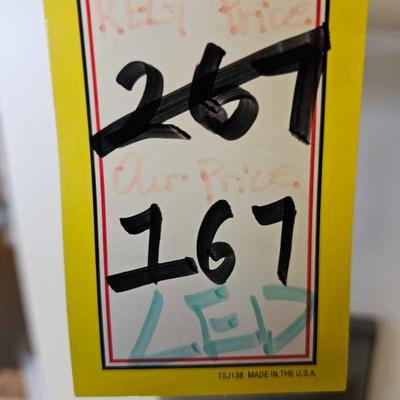 REG Price
267
Our Price
167
LED
TSJ138 MADE IN THE U.S.A.